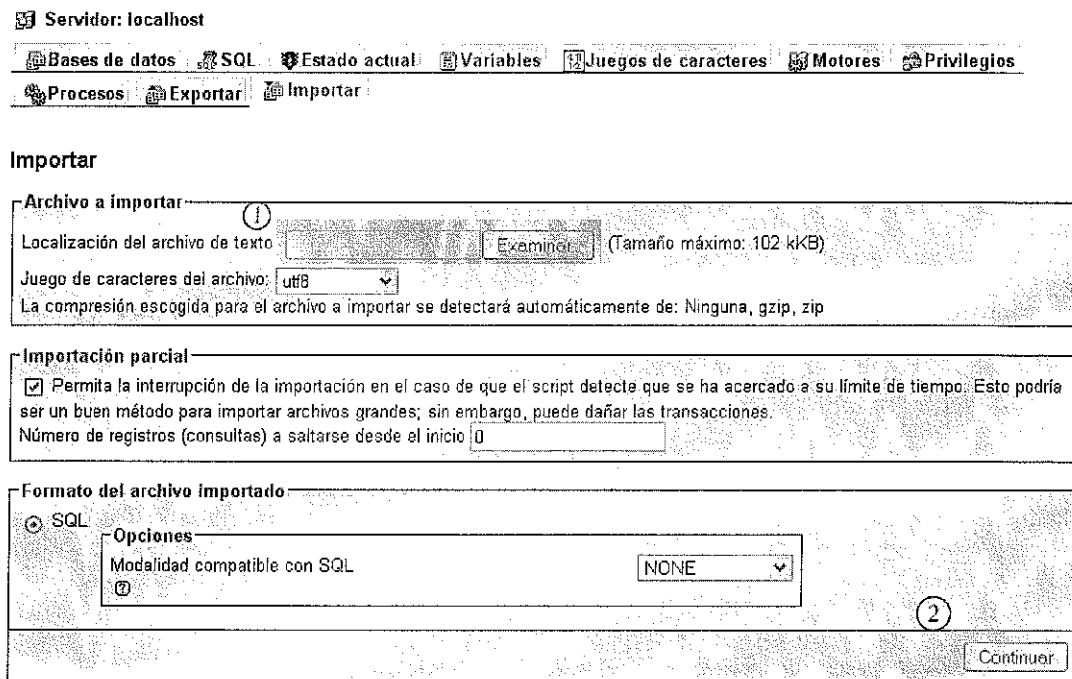 Servidor: localhost
Bases de datos SQL Estado actual Variables Juegos de caracteres Motores Privilegios
Procesos Exportar Importar
Importar
Archivo a importar
1
Localización del archivo de texto Examinar... (Tamaño máximo: 102 kKB)
Juego de caracteres del archivo: utf8
La compresión escogida para el archivo a importar se detectará automáticamente de: Ninguna, gzip, zip
Importación parcial
Permita la interrupción de la importación en el caso de que el script detecte que se ha acercado a su límite de tiempo. Esto podría
ser un buen método para importar archivos grandes; sin embargo, puede dañar las transacciones.
Número de registros (consultas) a saltarse desde el inicio 0
Formato del archivo importado
SQL
Opciones
Modalidad compatible con SQL NONE
?
2
Continuar